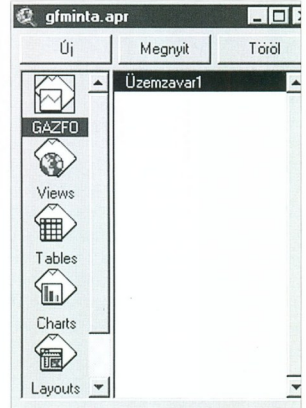 gfminta.apr
Új Megnyit Töröl
GAZFO
Views
Tables
Charts
Layouts
Üzemzavar1